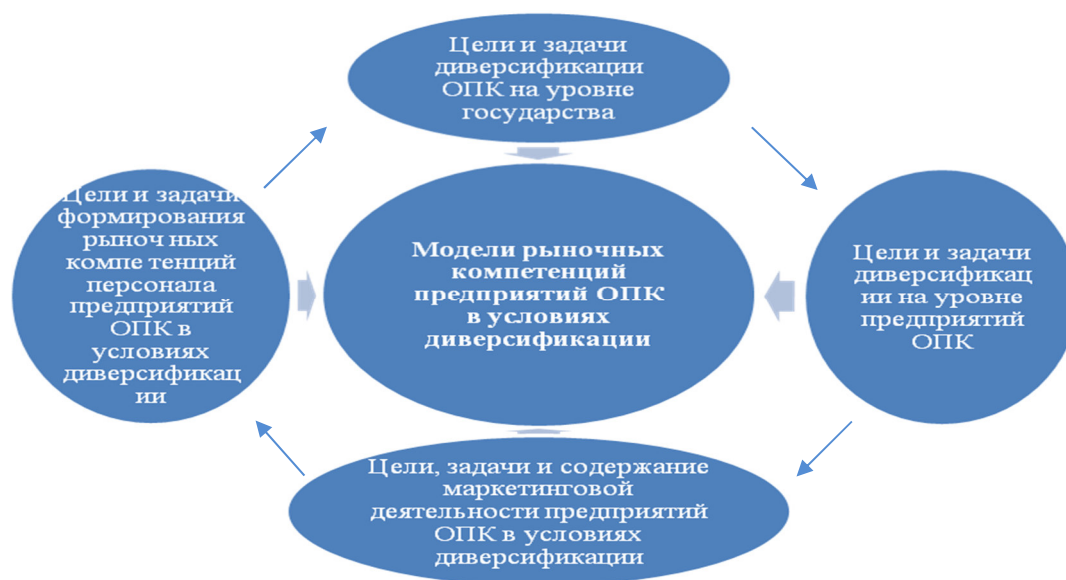 Цели и задачи
диверсификации
ОПК на уровне
государства
Цели и задачи
формирования
рыноч ных
компе тенций
персонала
предприятий
ОПК в
условиях
диверсификац
ии
Модели рыночных
компетенций
предприятий ОПК
в условиях
диверсификации
Цели и задачи
диверсификац
ии на уровне
предприятий
ОПК
Цели, задачи и содержание
маркетинговой
деятельности предприятий
ОПК в условиях
диверсификации